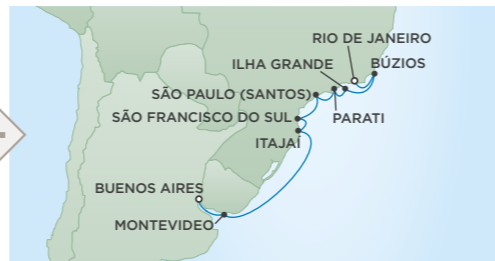 RIO DE JANEIRO
ILHA GRANDE
BÚZIOS
SÃO PAULO (SANTOS)
PARATI
SÃO FRANCISCO DO SUL
ITAJAÍ
BUENOS AIRES
MONTEVIDEO